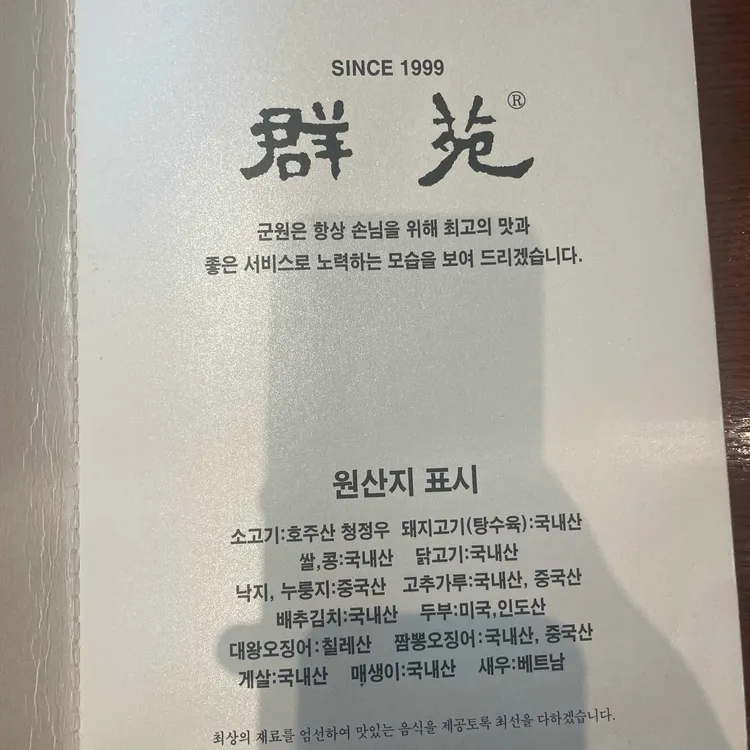 SINCE 1999
群苑®
군원은 항상 손님을 위해 최고의 맛과
좋은 서비스로 노력하는 모습을 보여 드리겠습니다.
원산지 표시
소고기:호주산 청정우 돼지고기(탕수육):국내산
쌀,콩:국내산 닭고기:국내산
낙지, 누룽지:중국산 고추가루:국내산, 중국산
배추김치:국내산 두부:미국,인도산
대왕오징어:칠레산 짬뽕오징어:국내산, 중국산
게살:국내산 매생이:국내산 새우:베트남
최상의 재료를 엄선하여 맛있는 음식을 제공토록 최선을 다하겠습니다.